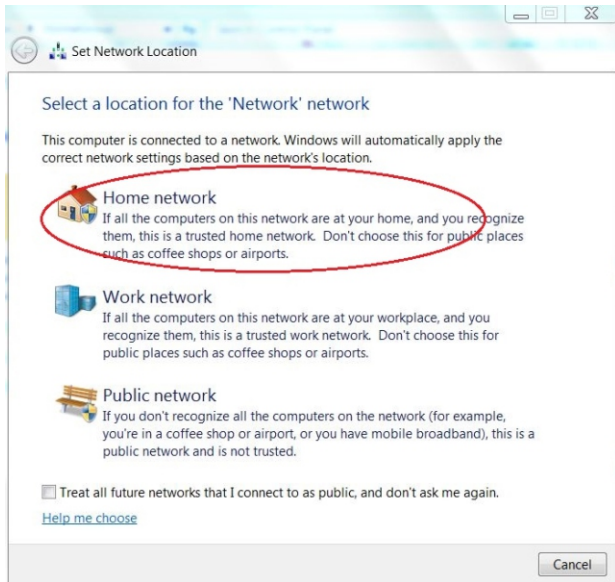 Set Network Location
Select a location for the 'Network' network
This computer is connected to a network. Windows will automatically apply the
correct network settings based on the network's location.
Home network
If all the computers on this network are at your home, and you recognize
them, this is a trusted home network. Don't choose this for public places
such as coffee shops or airports.
Work network
If all the computers on this network are at your workplace, and you
recognize them, this is a trusted work network. Don't choose this for
public places such as coffee shops or airports.
Public network
If you don't recognize all the computers on the network (for example,
you're in a coffee shop or airport, or you have mobile broadband), this is a
public network and is not trusted.
Treat all future networks that I connect to as public, and don't ask me again.
Help me choose
Cancel